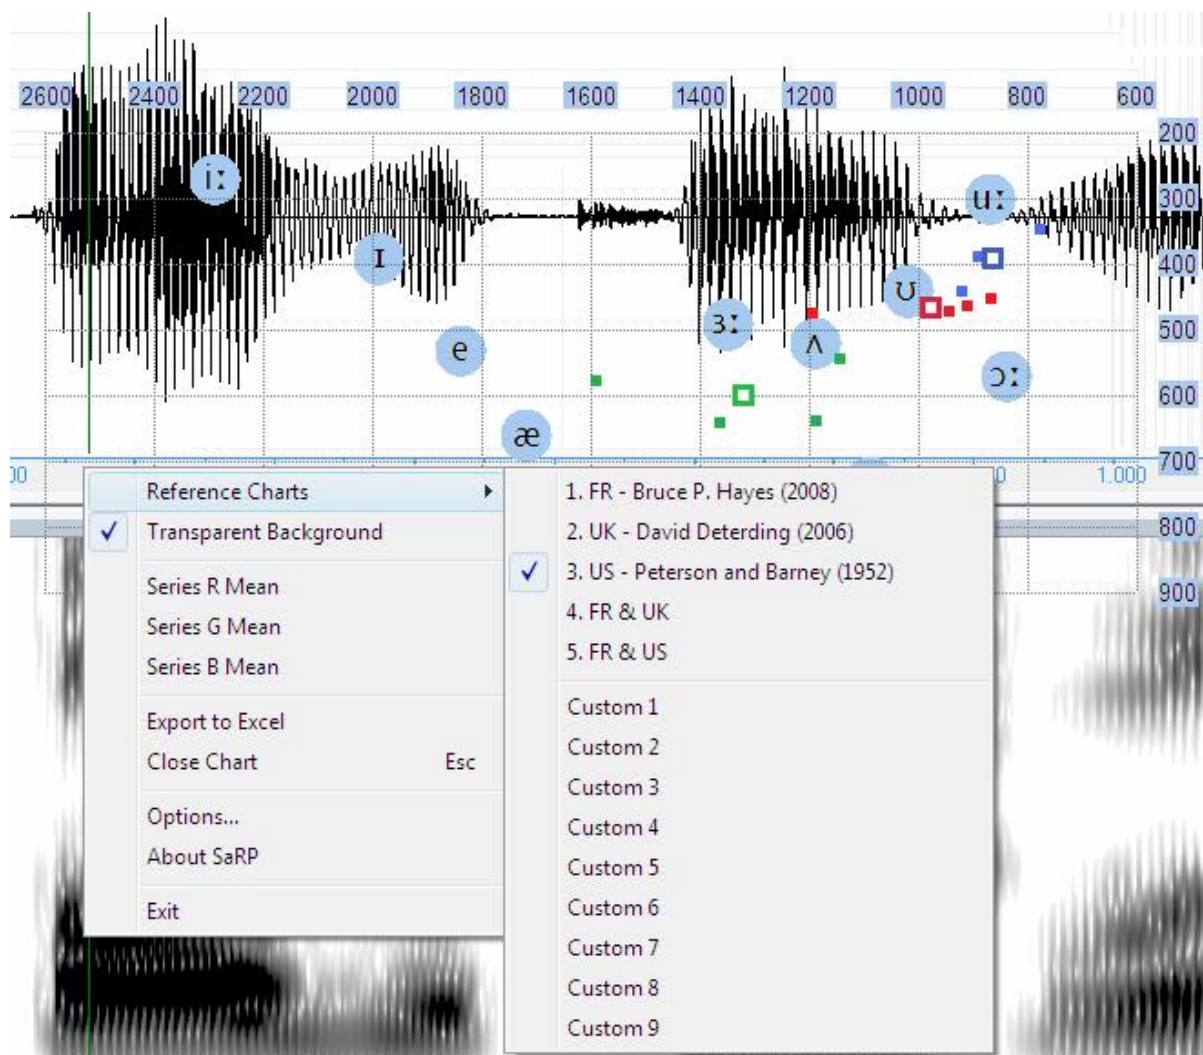 2600 2400 2200 2000 1800 1600 1400 1200 1000 800 600
200
iː
uː
300
ɪ
400
ʊ
ɜː
500
ʌ
e
ɔː
600
æ
700
00
0
1.000
Reference Charts
1. FR - Bruce P. Hayes (2008)
Transparent Background
2. UK - David Deterding (2006)
800
3. US - Peterson and Barney (1952)
Series R Mean
900
4. FR & UK
Series G Mean
5. FR & US
Series B Mean
Custom 1
Export to Excel
Custom 2
Close Chart Esc
Custom 3
Options...
Custom 4
About SaRP
Custom 5
Exit
Custom 6
Custom 7
Custom 8
Custom 9